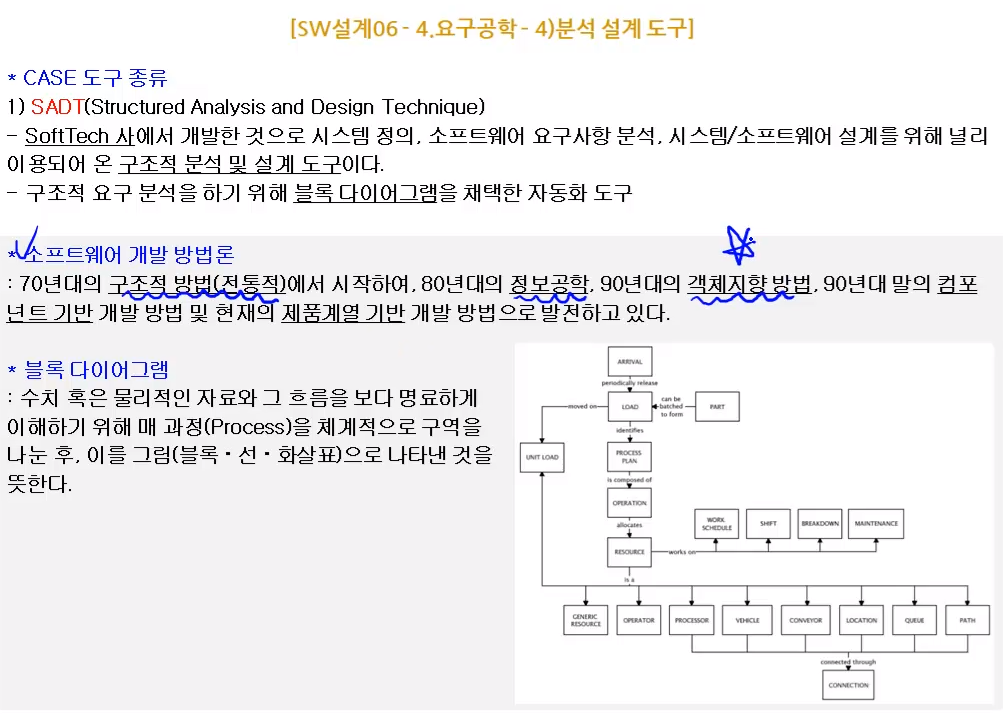 [SW설계06 - 4.요구공학 - 4)분석 설계 도구]
* CASE 도구 종류
1) SADT(Structured Analysis and Design Technique)
- SoftTech 사에서 개발한 것으로 시스템 정의, 소프트웨어 요구사항 분석, 시스템/소프트웨어 설계를 위해 널리
이용되어 온 구조적 분석 및 설계 도구이다.
- 구조적 요구 분석을 하기 위해 블록 다이어그램을 채택한 자동화 도구
* 소프트웨어 개발 방법론
: 70년대의 구조적 방법(전통적)에서 시작하여, 80년대의 정보공학, 90년대의 객체지향 방법, 90년대 말의 컴포
넌트 기반 개발 방법 및 현재의 제품계열 기반 개발 방법으로 발전하고 있다.
* 블록 다이어그램
: 수치 혹은 물리적인 자료와 그 흐름을 보다 명료하게
이해하기 위해 매 과정(Process)을 체계적으로 구역을
나눈 후, 이를 그림(블록・선・화살표)으로 나타낸 것을
뜻한다.
ARRIVAL
periodically release
moved on
LOAD
can be
batched
to form
PART
identifies
UNIT LOAD
PROCESS
PLAN
is composed of
OPERATION
allocates
WORK
SCHEDULE
SHIFT
BREAKDOWN
MAINTENANCE
RESOURCE
works on
is a
GENERIC
RESOURCE
OPERATOR
PROCESSOR
VEHICLE
CONVEYOR
LOCATION
QUEUE
PATH
connected through
CONNECTION